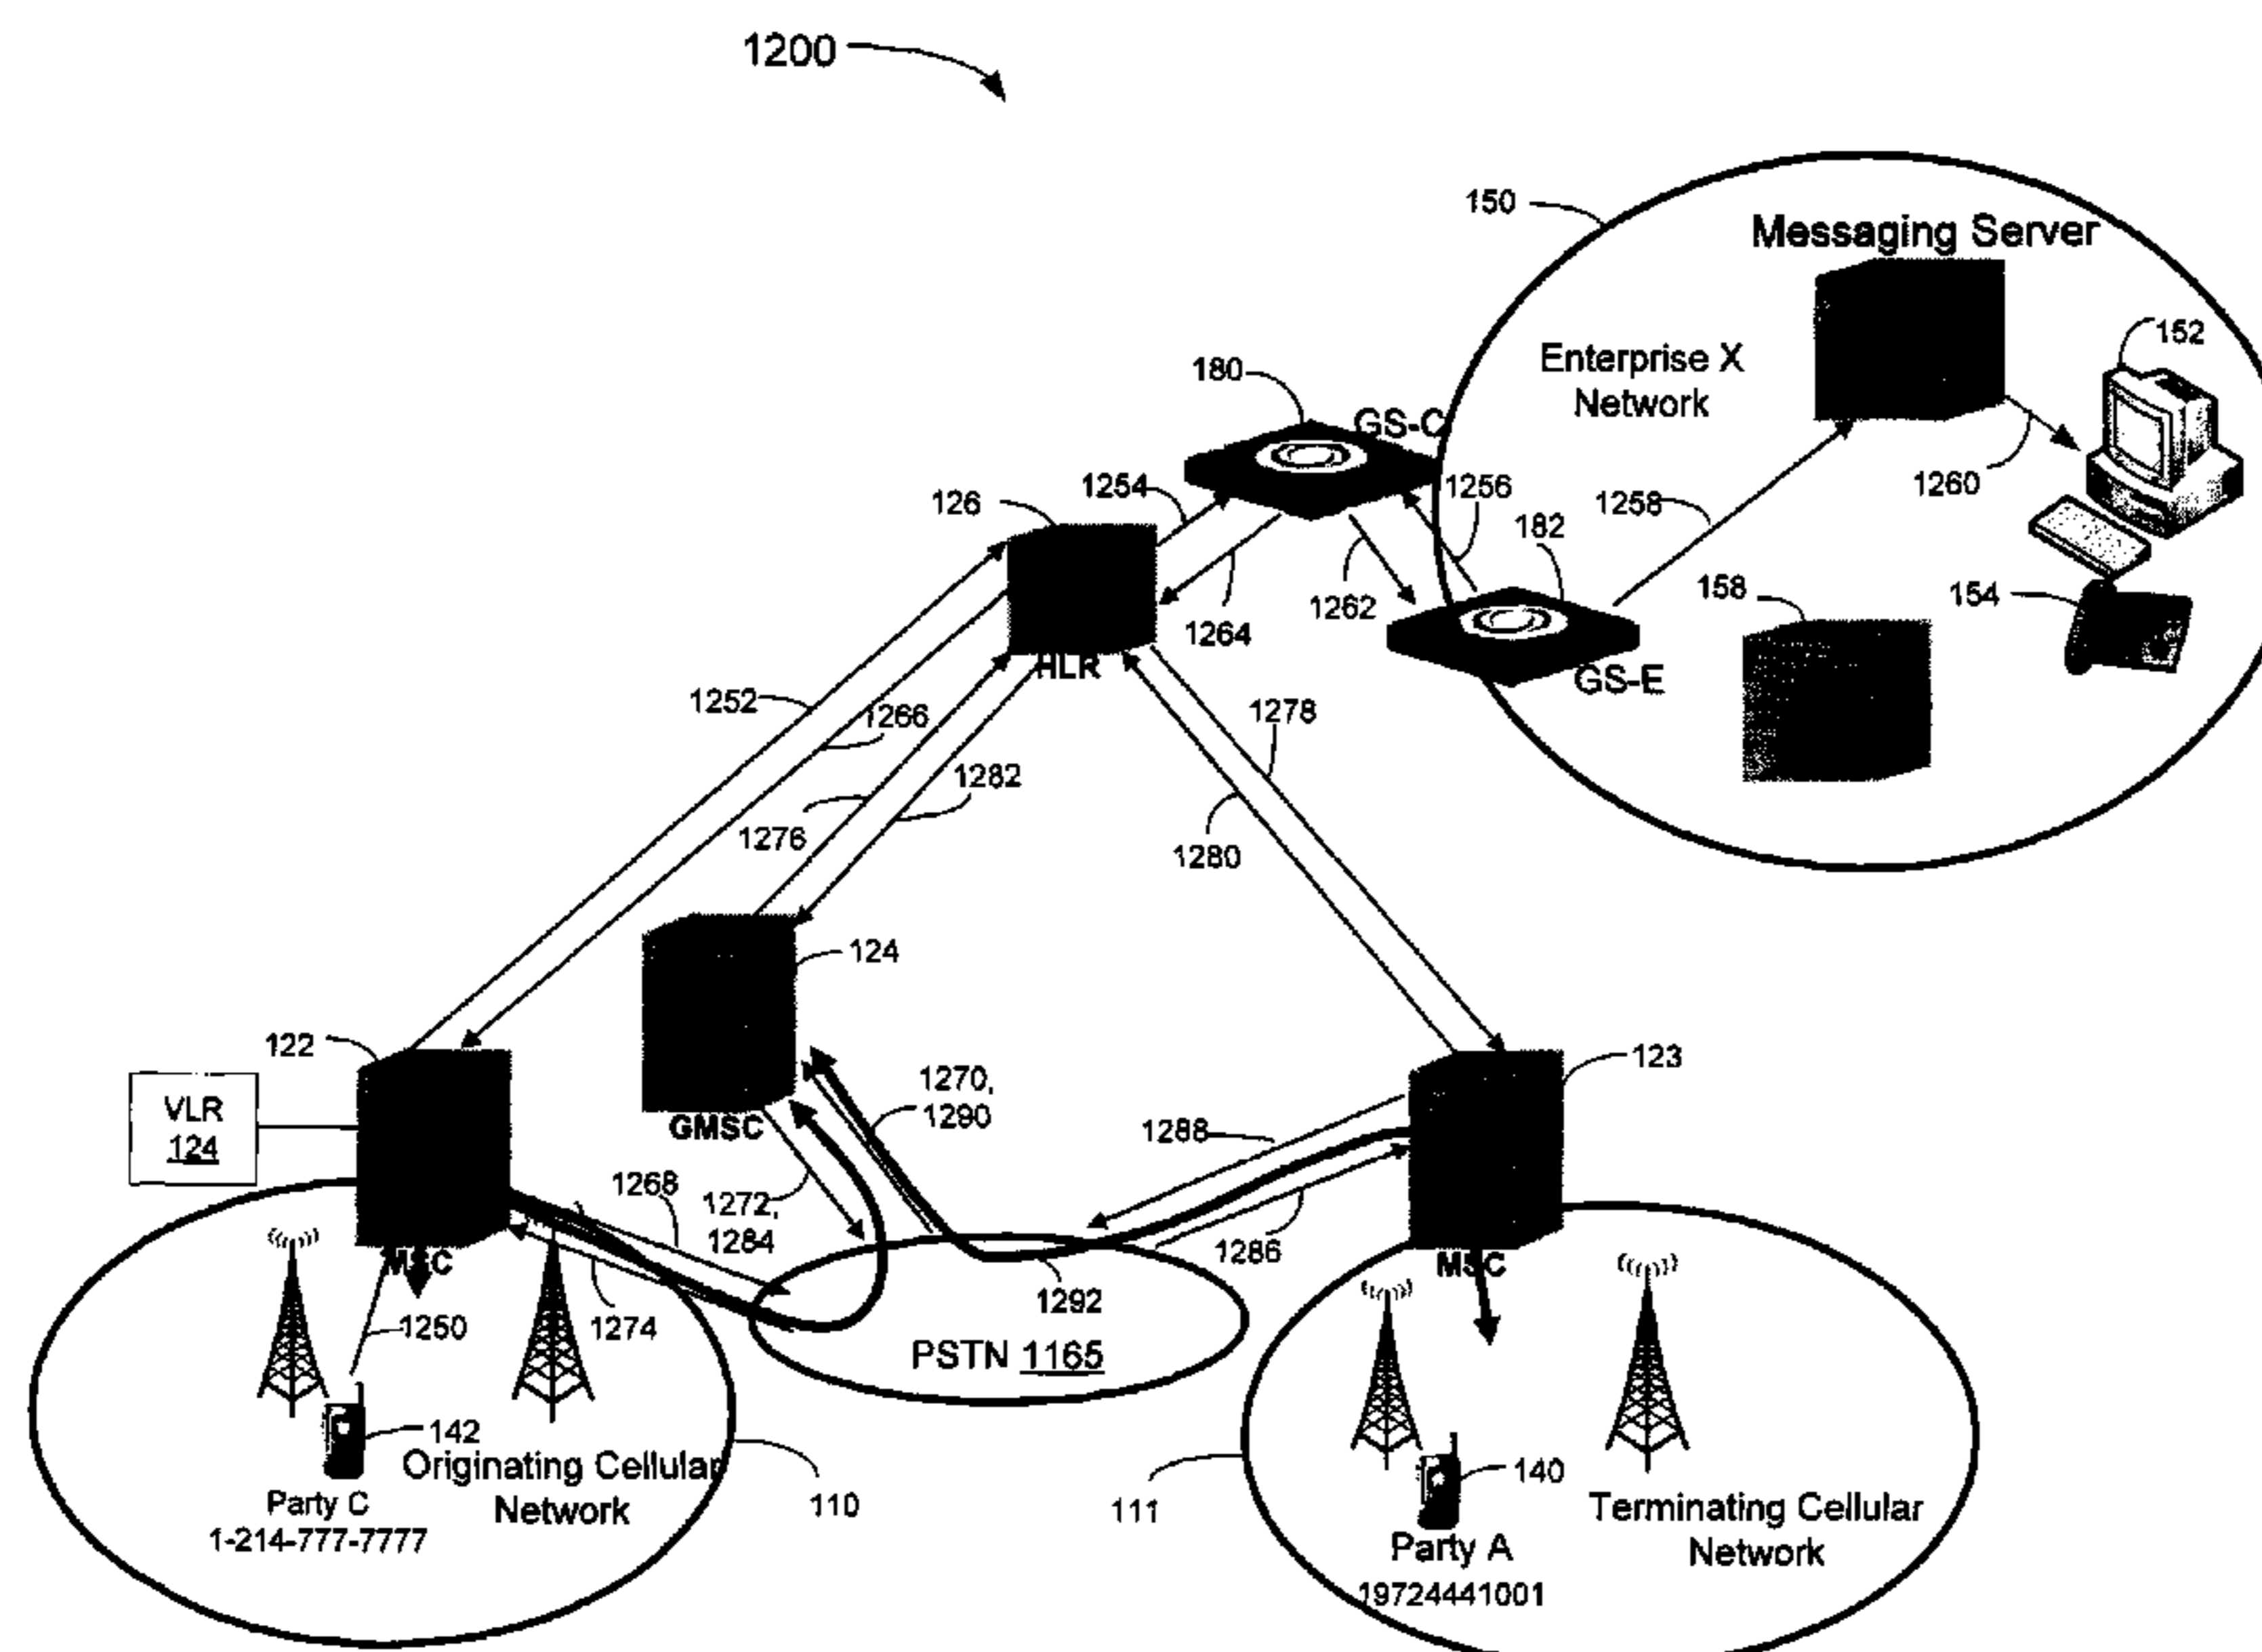 1200
150
Messaging Server
152
Enterprise X
Network
180
GS-C
1254
1256
1260
126
1258
182
1262
158
154
1264
HLR
GS-E
1252
1266
1278
1282
1276
1280
124
122
123
1270,
1290
VLR
124
GMSC
1288
1268
1272,
1284
1286
MSC
MSC
1292
1250
1274
PSTN 1165
142
Originating Cellular
Network
140
Party C
1-214-777-7777
110
111
Terminating Cellular
Network
Party A
19724441001